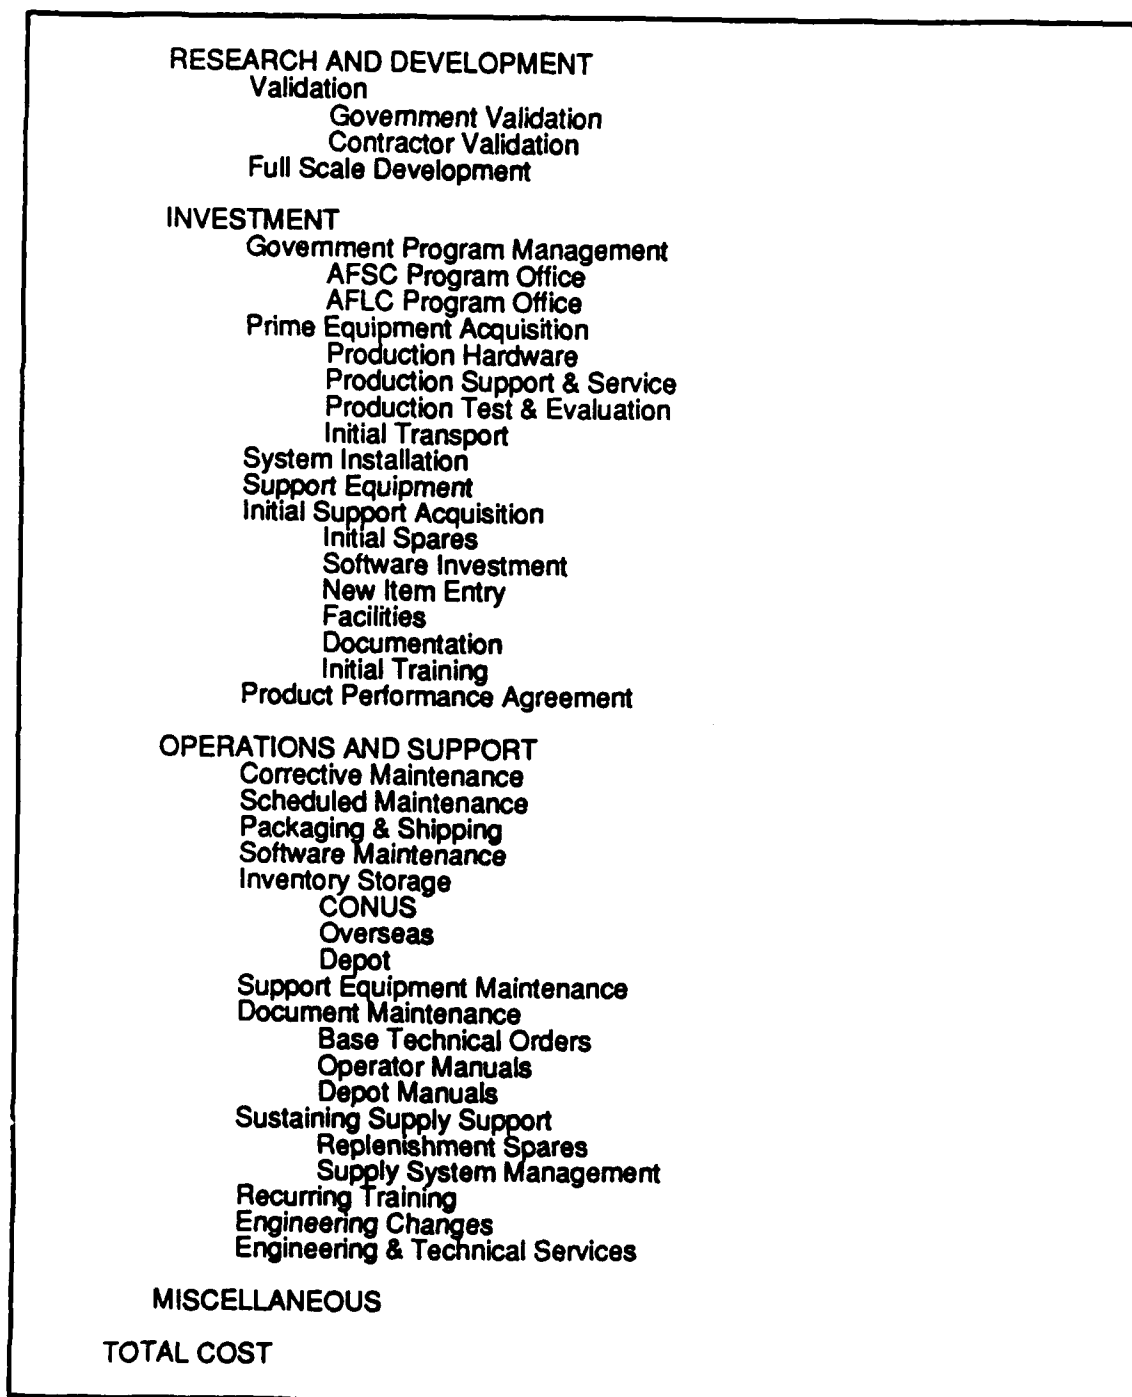 RESEARCH AND DEVELOPMENT
Validation
Government Validation
Contractor Validation
Full Scale Development
INVESTMENT
Government Program Management
AFSC Program Office
AFLC Program Office
Prime Equipment Acquisition
Production Hardware
Production Support & Service
Production Test & Evaluation
Initial Transport
System Installation
Support Equipment
Initial Support Acquisition
Initial Spares
Software Investment
New Item Entry
Facilities
Documentation
Initial Training
Product Performance Agreement
OPERATIONS AND SUPPORT
Corrective Maintenance
Scheduled Maintenance
Packaging & Shipping
Software Maintenance
Inventory Storage
CONUS
Overseas
Depot
Support Equipment Maintenance
Document Maintenance
Base Technical Orders
Operator Manuals
Depot Manuals
Sustaining Supply Support
Replenishment Spares
Supply System Management
Recurring Training
Engineering Changes
Engineering & Technical Services
MISCELLANEOUS
TOTAL COST